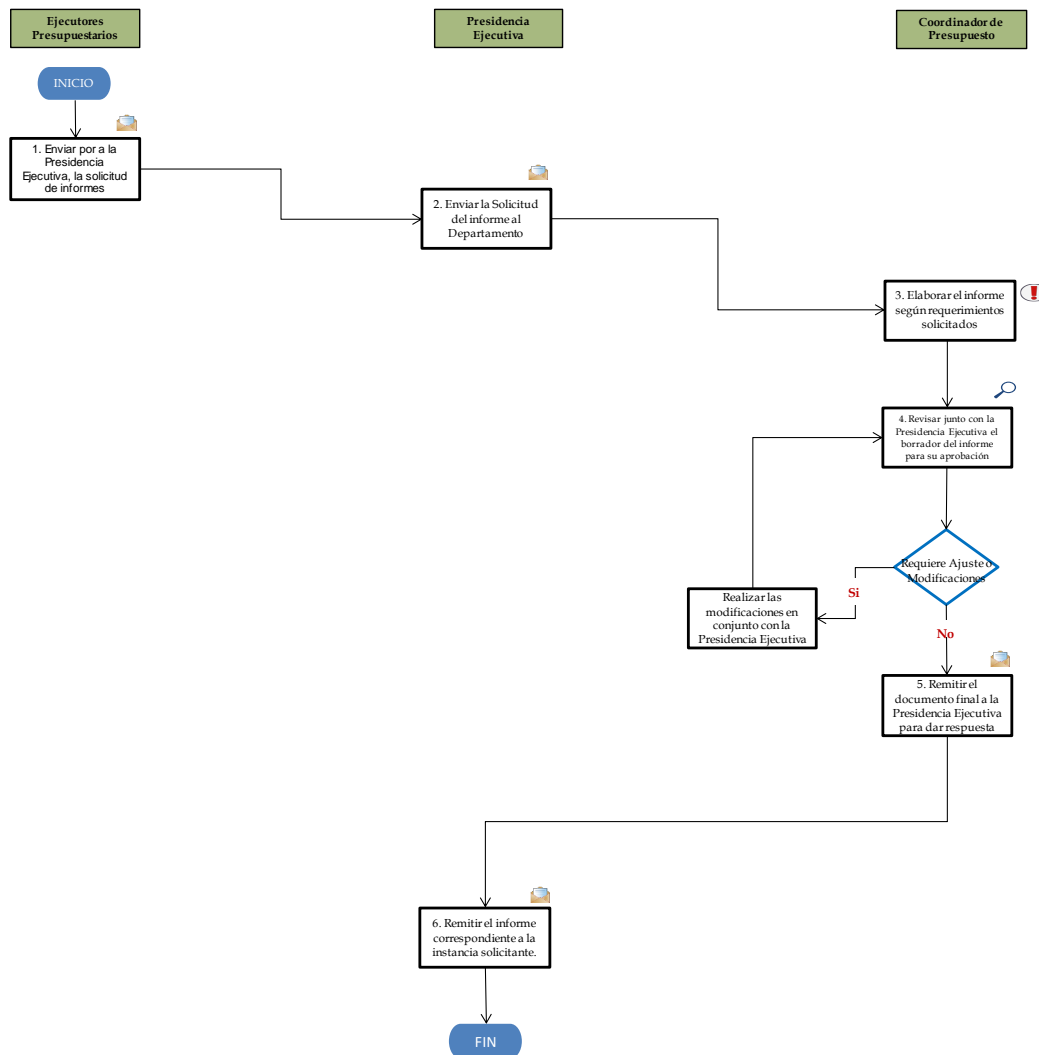 Ejecutores
Presupuestarios
Presidencia
Ejecutiva
Coordinador de
Presupuesto
INICIO
1. Enviar por a la
Presidencia
Ejecutiva, la solicitud
de informes
2. Enviar la Solicitud
del informe al
Departamento
3. Elaborar el informe
según requerimientos
solicitados
4. Revisar junto con la
Presidencia Ejecutiva el
borrador del informe
para su aprobación
Requiere Ajuste o
Modificaciones
Si
Realizar las
modificaciones en
conjunto con la
Presidencia Ejecutiva
No
5. Remitir el
documento final a la
Presidencia Ejecutiva
para dar respuesta
6. Remitir el informe
correspondiente a la
instancia solicitante.
FIN